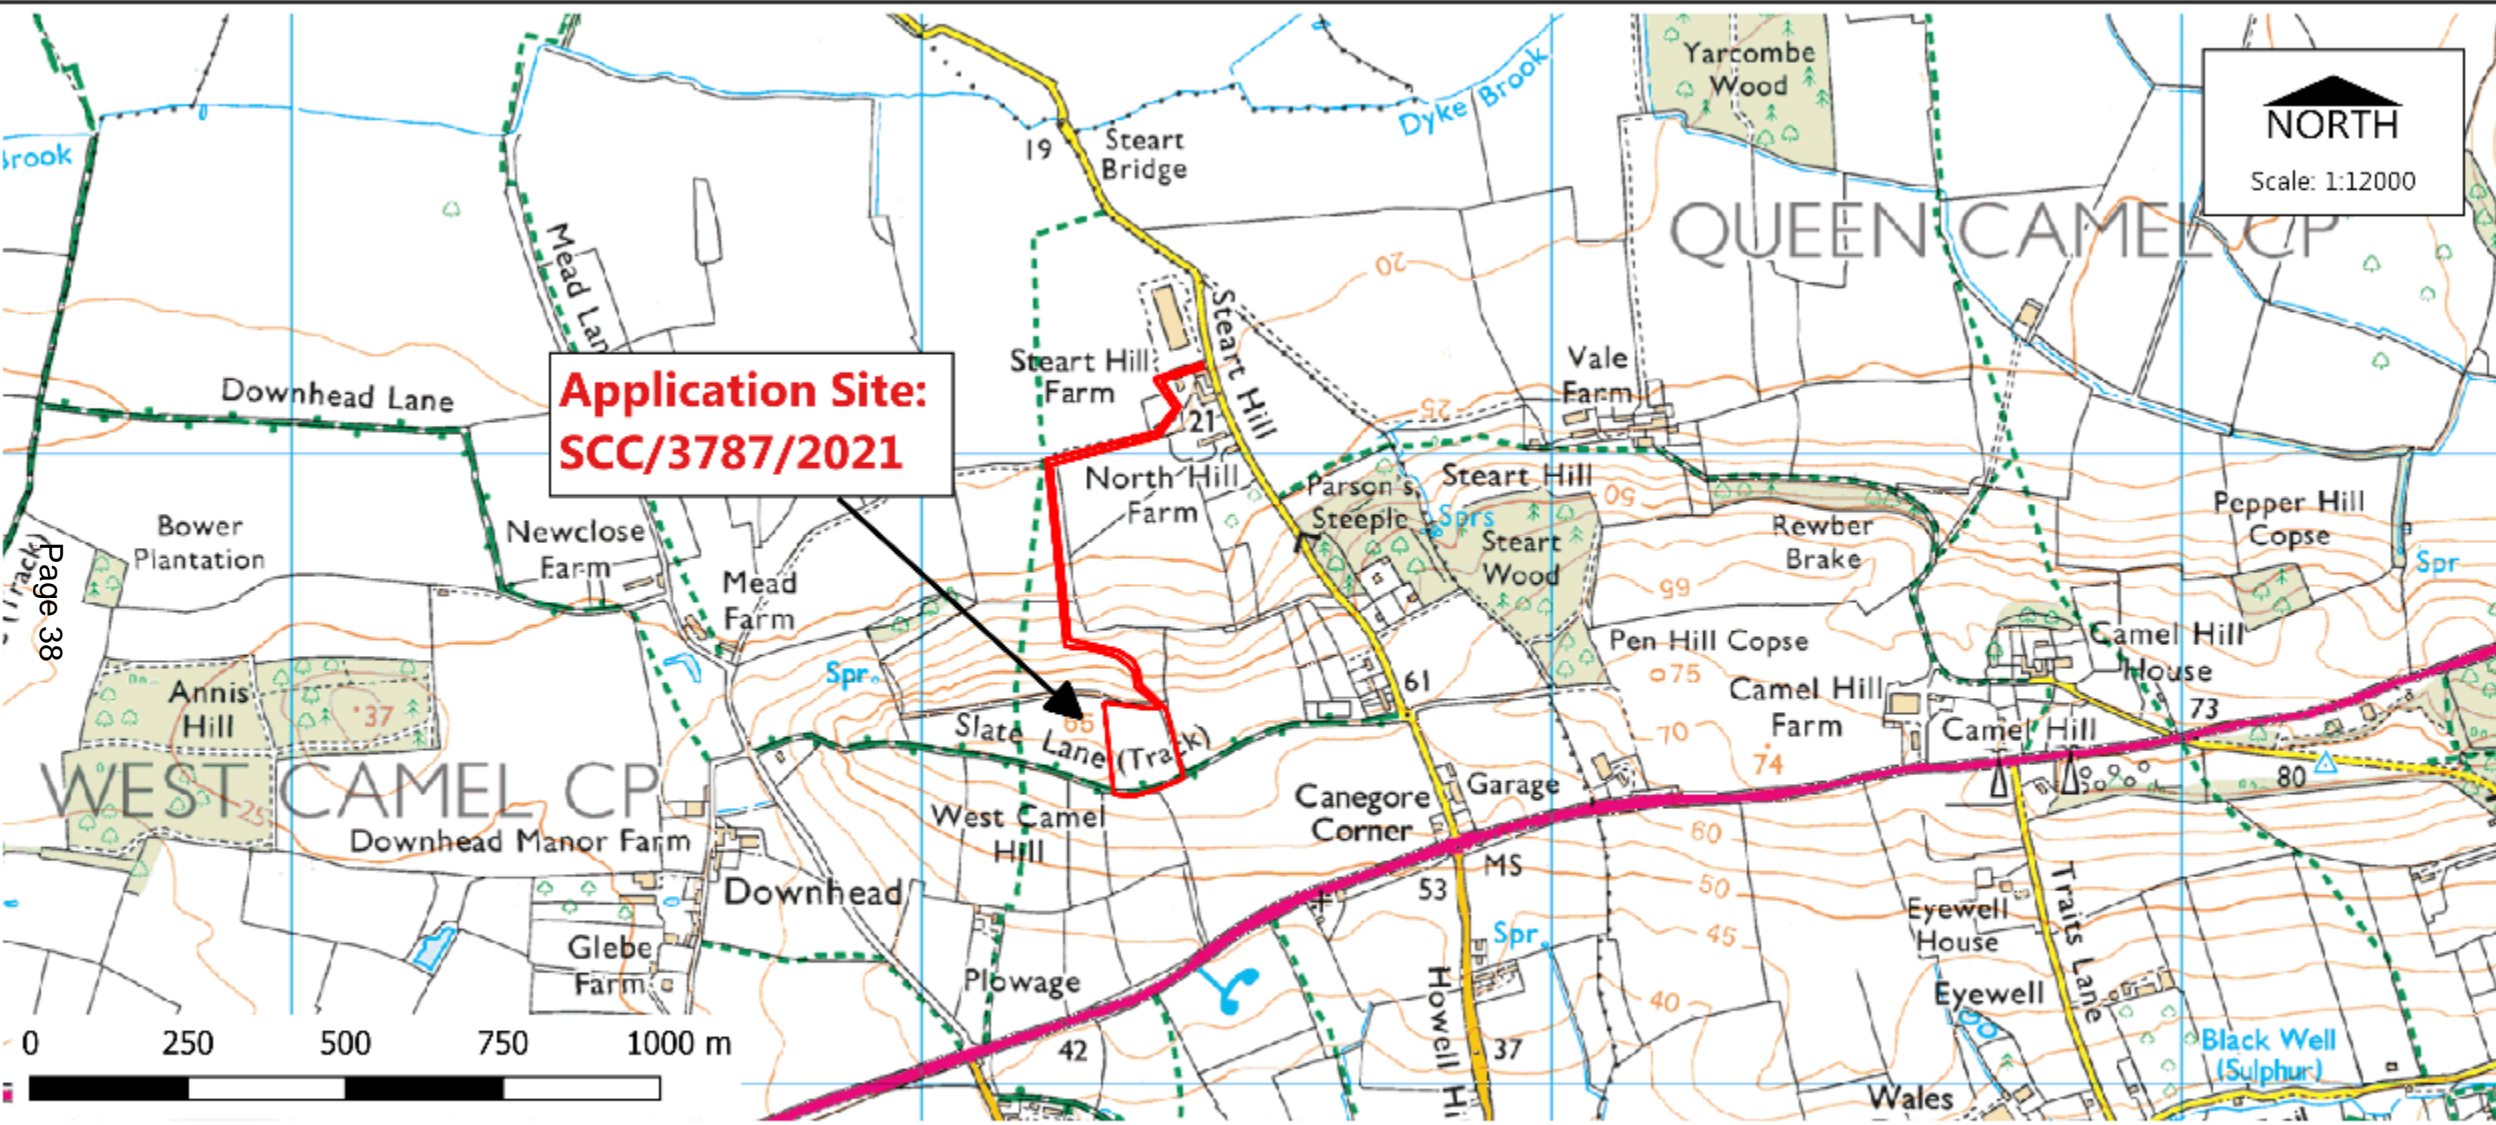 Yarcombe
Wood
NORTH
Scale: 1:12000
Dyke Brook
Steart
Bridge
19
Brook
QUEEN CAMEL CP
Mead Lan
20
Steart Hill
Steart Hill
Farm
Vale
Farm
Application Site:
SCC/3787/2021
Downhead Lane
25
21
North Hill
Farm
Parson's
Steeple
Steart Hill
50
Sprs
Steart
Wood
Rewber
Brake
Pepper Hill
Copse
Spr
Bower
Plantation
Newclose
Farm
Page 38
(Track)
Mead
Farm
65
Pen Hill Copse
Camel Hill
House
Spr
61
75
Camel Hill
Farm
Annis
Hill
37
65
Slate Lane (Track)
73
Camel Hill
70
74
80
WEST CAMEL CP
25
Garage
Canegore
Corner
West Camel
Hill
60
Downhead Manor Farm
MS
53
50
Downhead
Eyewell
House
45
Spr
Traits Lane
Glebe
Farm
Plowage
Howell Hi
40
Eyewell
0 250 500 750 1000 m
42
37
Black Well
(Sulphur)
Wales